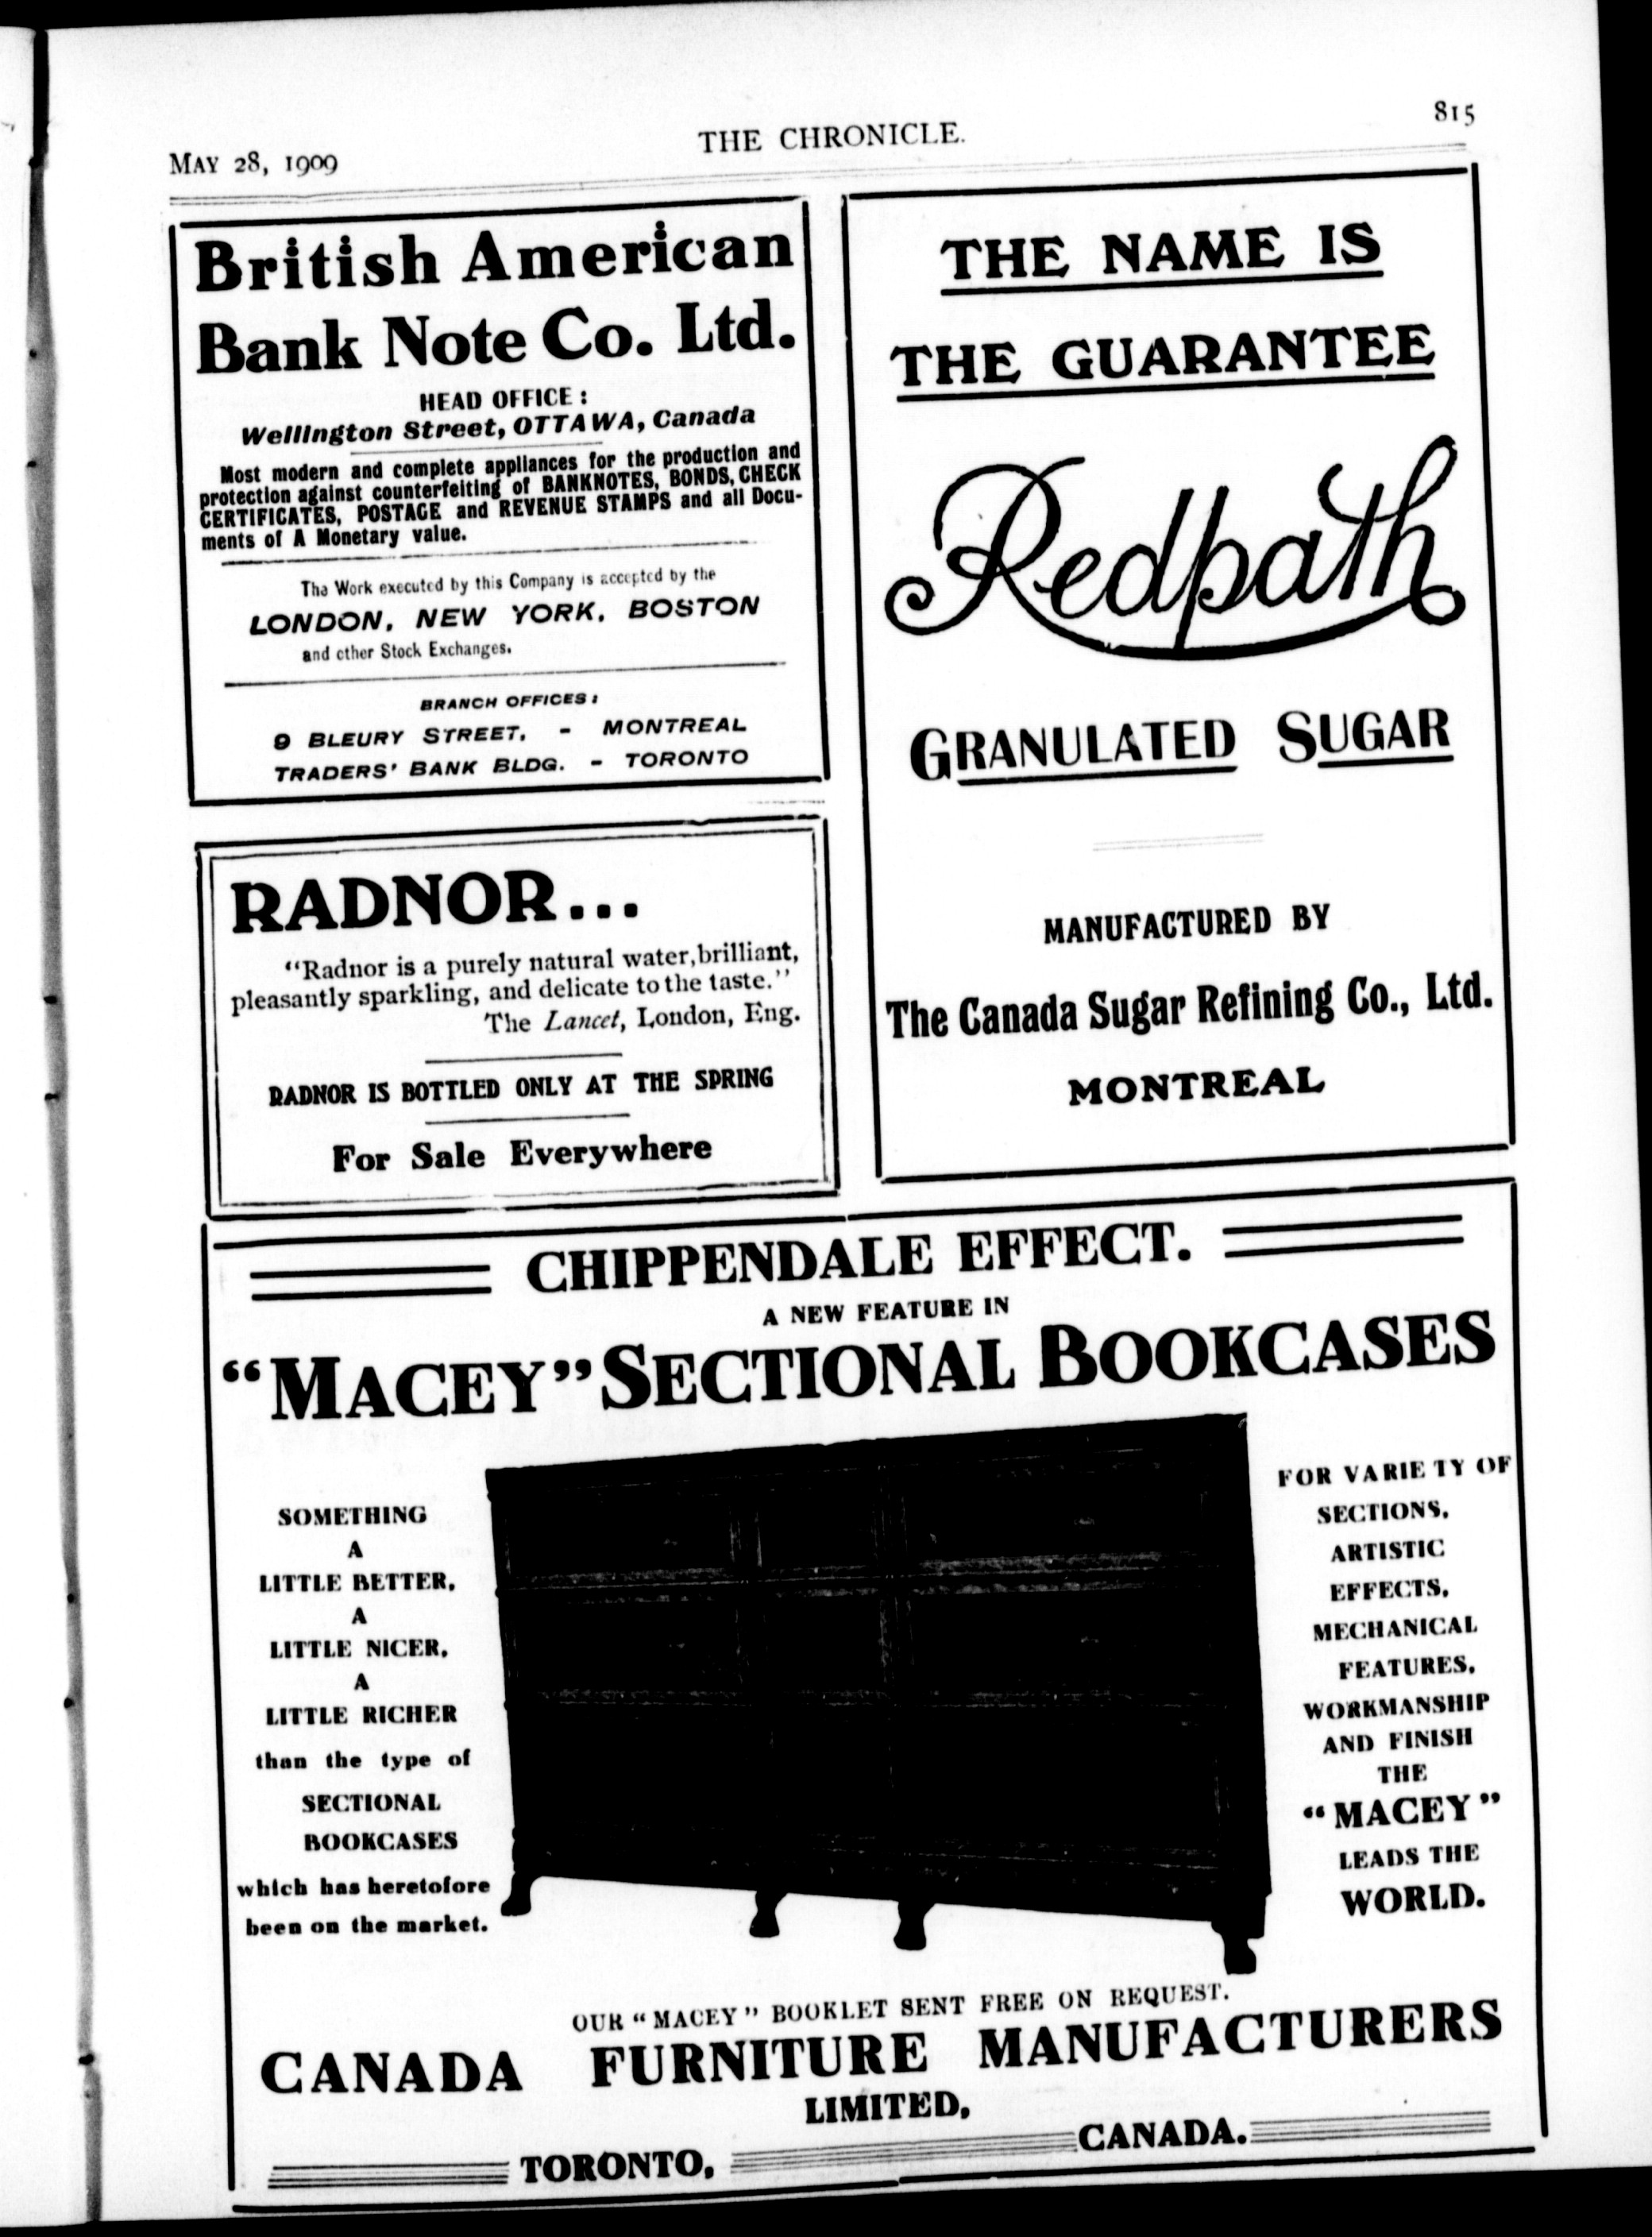 MAY 28, 1909
THE CHRONICLE.
815
British American
Bank Note Co. Ltd.
HEAD OFFICE :
Wellington Street, OTTAWA, Canada
Most modern and complete appliances for the production and
protection against counterfeiting of BANKNOTES, BONDS, CHECK
CERTIFICATES, POSTAGE and REVENUE STAMPS and all Docu-
ments of A Monetary value.
The Work executed by this Company is accepted by the
LONDON, NEW YORK, BOSTON
and other Stock Exchanges.
BRANCH OFFICES :
9 BLEURY STREET, - MONTREAL
TRADERS' BANK BLDG. - TORONTO
RADNOR...
“Radnor is a purely natural water, brilliant,
pleasantly sparkling, and delicate to the taste.”
The Lancet, London, Eng.
RADNOR IS BOTTLED ONLY AT THE SPRING
For Sale Everywhere
THE NAME IS
THE GUARANTEE
Redpath
GRANULATED SUGAR
MANUFACTURED BY
The Canada Sugar Refining Co., Ltd.
MONTREAL
CHIPPENDALE EFFECT.
A NEW FEATURE IN
“MACEY” SECTIONAL BOOKCASES
SOMETHING
A
LITTLE BETTER,
A
LITTLE NICER,
A
LITTLE RICHER
than the type of
SECTIONAL
BOOKCASES
which has heretofore
been on the market.
FOR VARIETY OF
SECTIONS,
ARTISTIC
EFFECTS,
MECHANICAL
FEATURES,
WORKMANSHIP
AND FINISH
THE
“MACEY”
LEADS THE
WORLD.
OUR “MACEY” BOOKLET SENT FREE ON REQUEST.
CANADA FURNITURE MANUFACTURERS
LIMITED,
TORONTO, CANADA.